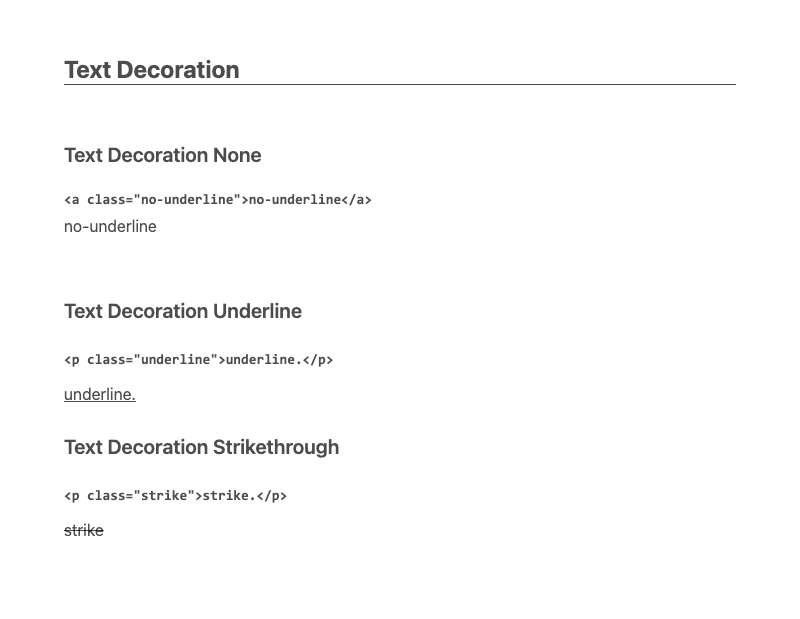 Text Decoration
Text Decoration None
<a class="no-underline">no-underline</a>
no-underline
Text Decoration Underline
<p class="underline">underline.</p>
underline.
Text Decoration Strikethrough
<p class="strike">strike.</p>
strike